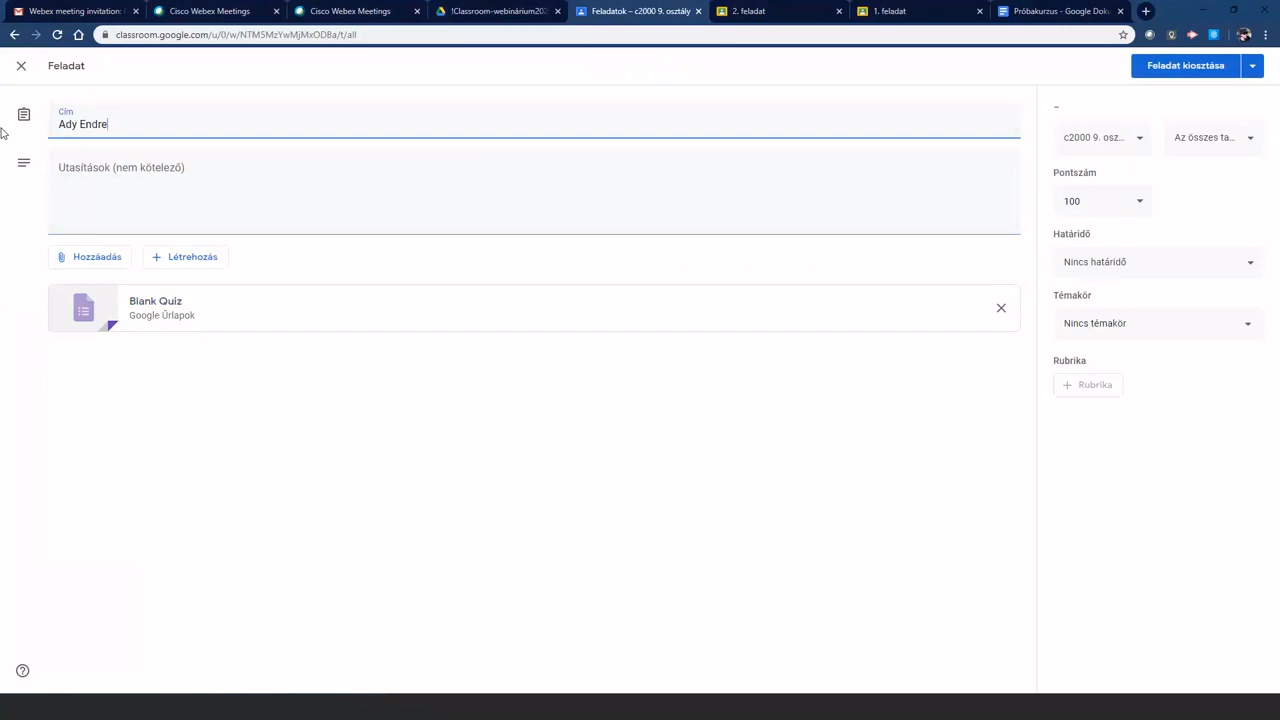 Webex meeting invitation:
Cisco Webex Meetings
Cisco Webex Meetings
!Classroom-webinárium202
Feladatok – c2000 9. osztály
2. feladat
1. feladat
Próbakurzus - Google Dok
classroom.google.com/u/0/w/NTM5MzYwMjMxODBa/t/all
Feladat
Feladat kiosztása
Cím
Ady Endre
Utasítások (nem kötelező)
Hozzáadás
Létrehozás
Blank Quiz
Google Űrlapok
–
c2000 9. osz...
Az összes ta...
Pontszám
100
Határidő
Nincs határidő
Témakör
Nincs témakör
Rubrika
Rubrika